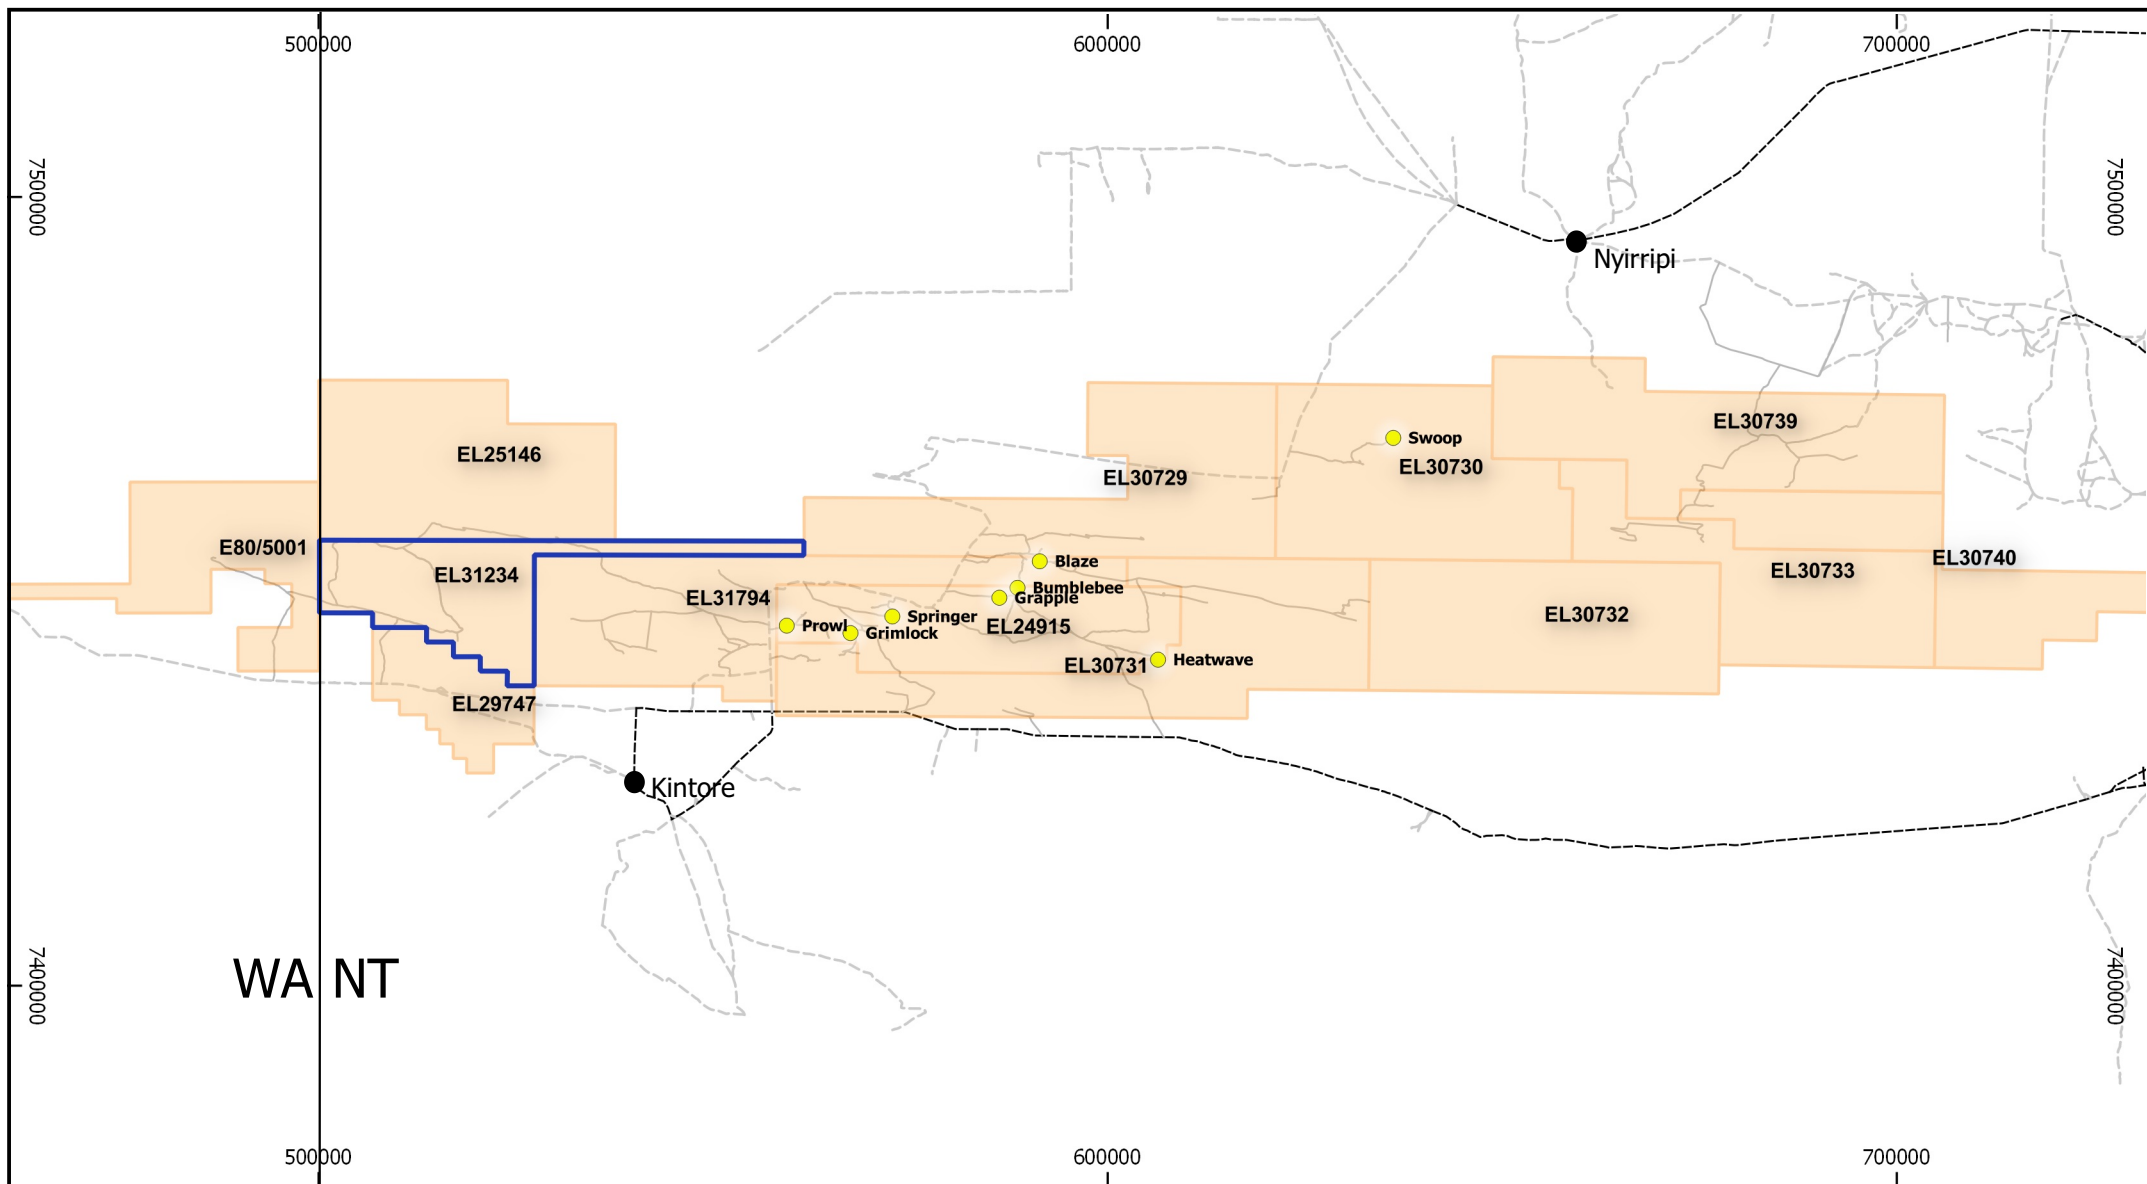 500000
600000
700000
7500000
7500000
Nyirripi
EL30739
EL25146
Swoop
EL30730
EL30729
E80/5001
EL31234
Blaze
EL30740
EL30733
Bumblebee
Grapple
EL31794
EL30732
Springer
Prowl
EL24915
Grimlock
EL30731
Heatwave
EL29747
Kintore
WA NT
7400000
7400000
500000
600000
700000